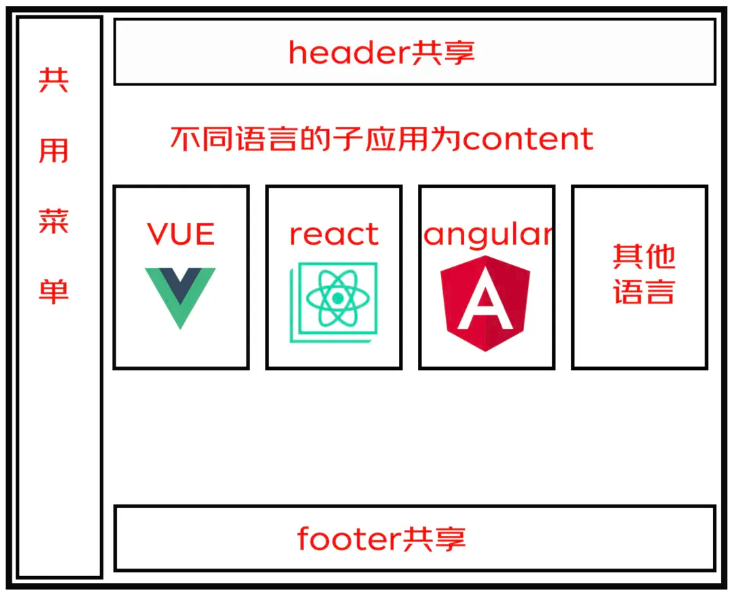 共
用
菜
单
header共享
不同语言的子应用为content
VUE
react
angular
其他
语言
footer共享